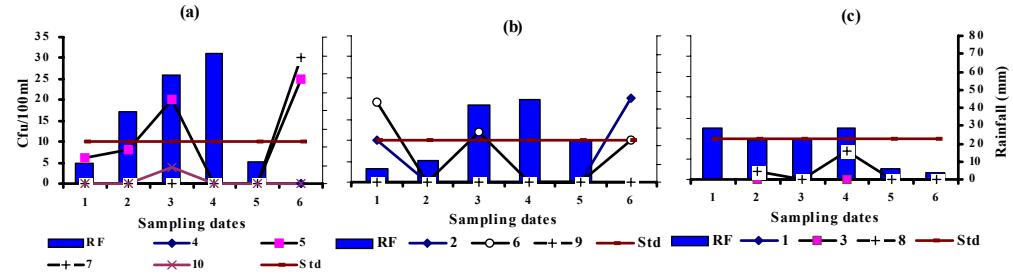 (a)
(b)
(c)
Cfu/100ml
35
30
25
20
15
10
5
0
1 2 3 4 5 6
Sampling dates
1 2 3 4 5 6
Sampling dates
1 2 3 4 5 6
Sampling dates
80
70
60
50
40
30
20
10
0
Rainfall (mm)
RF 4 5
7 10 Std
RF 2 6 9 Std
RF 1 3 8 Std